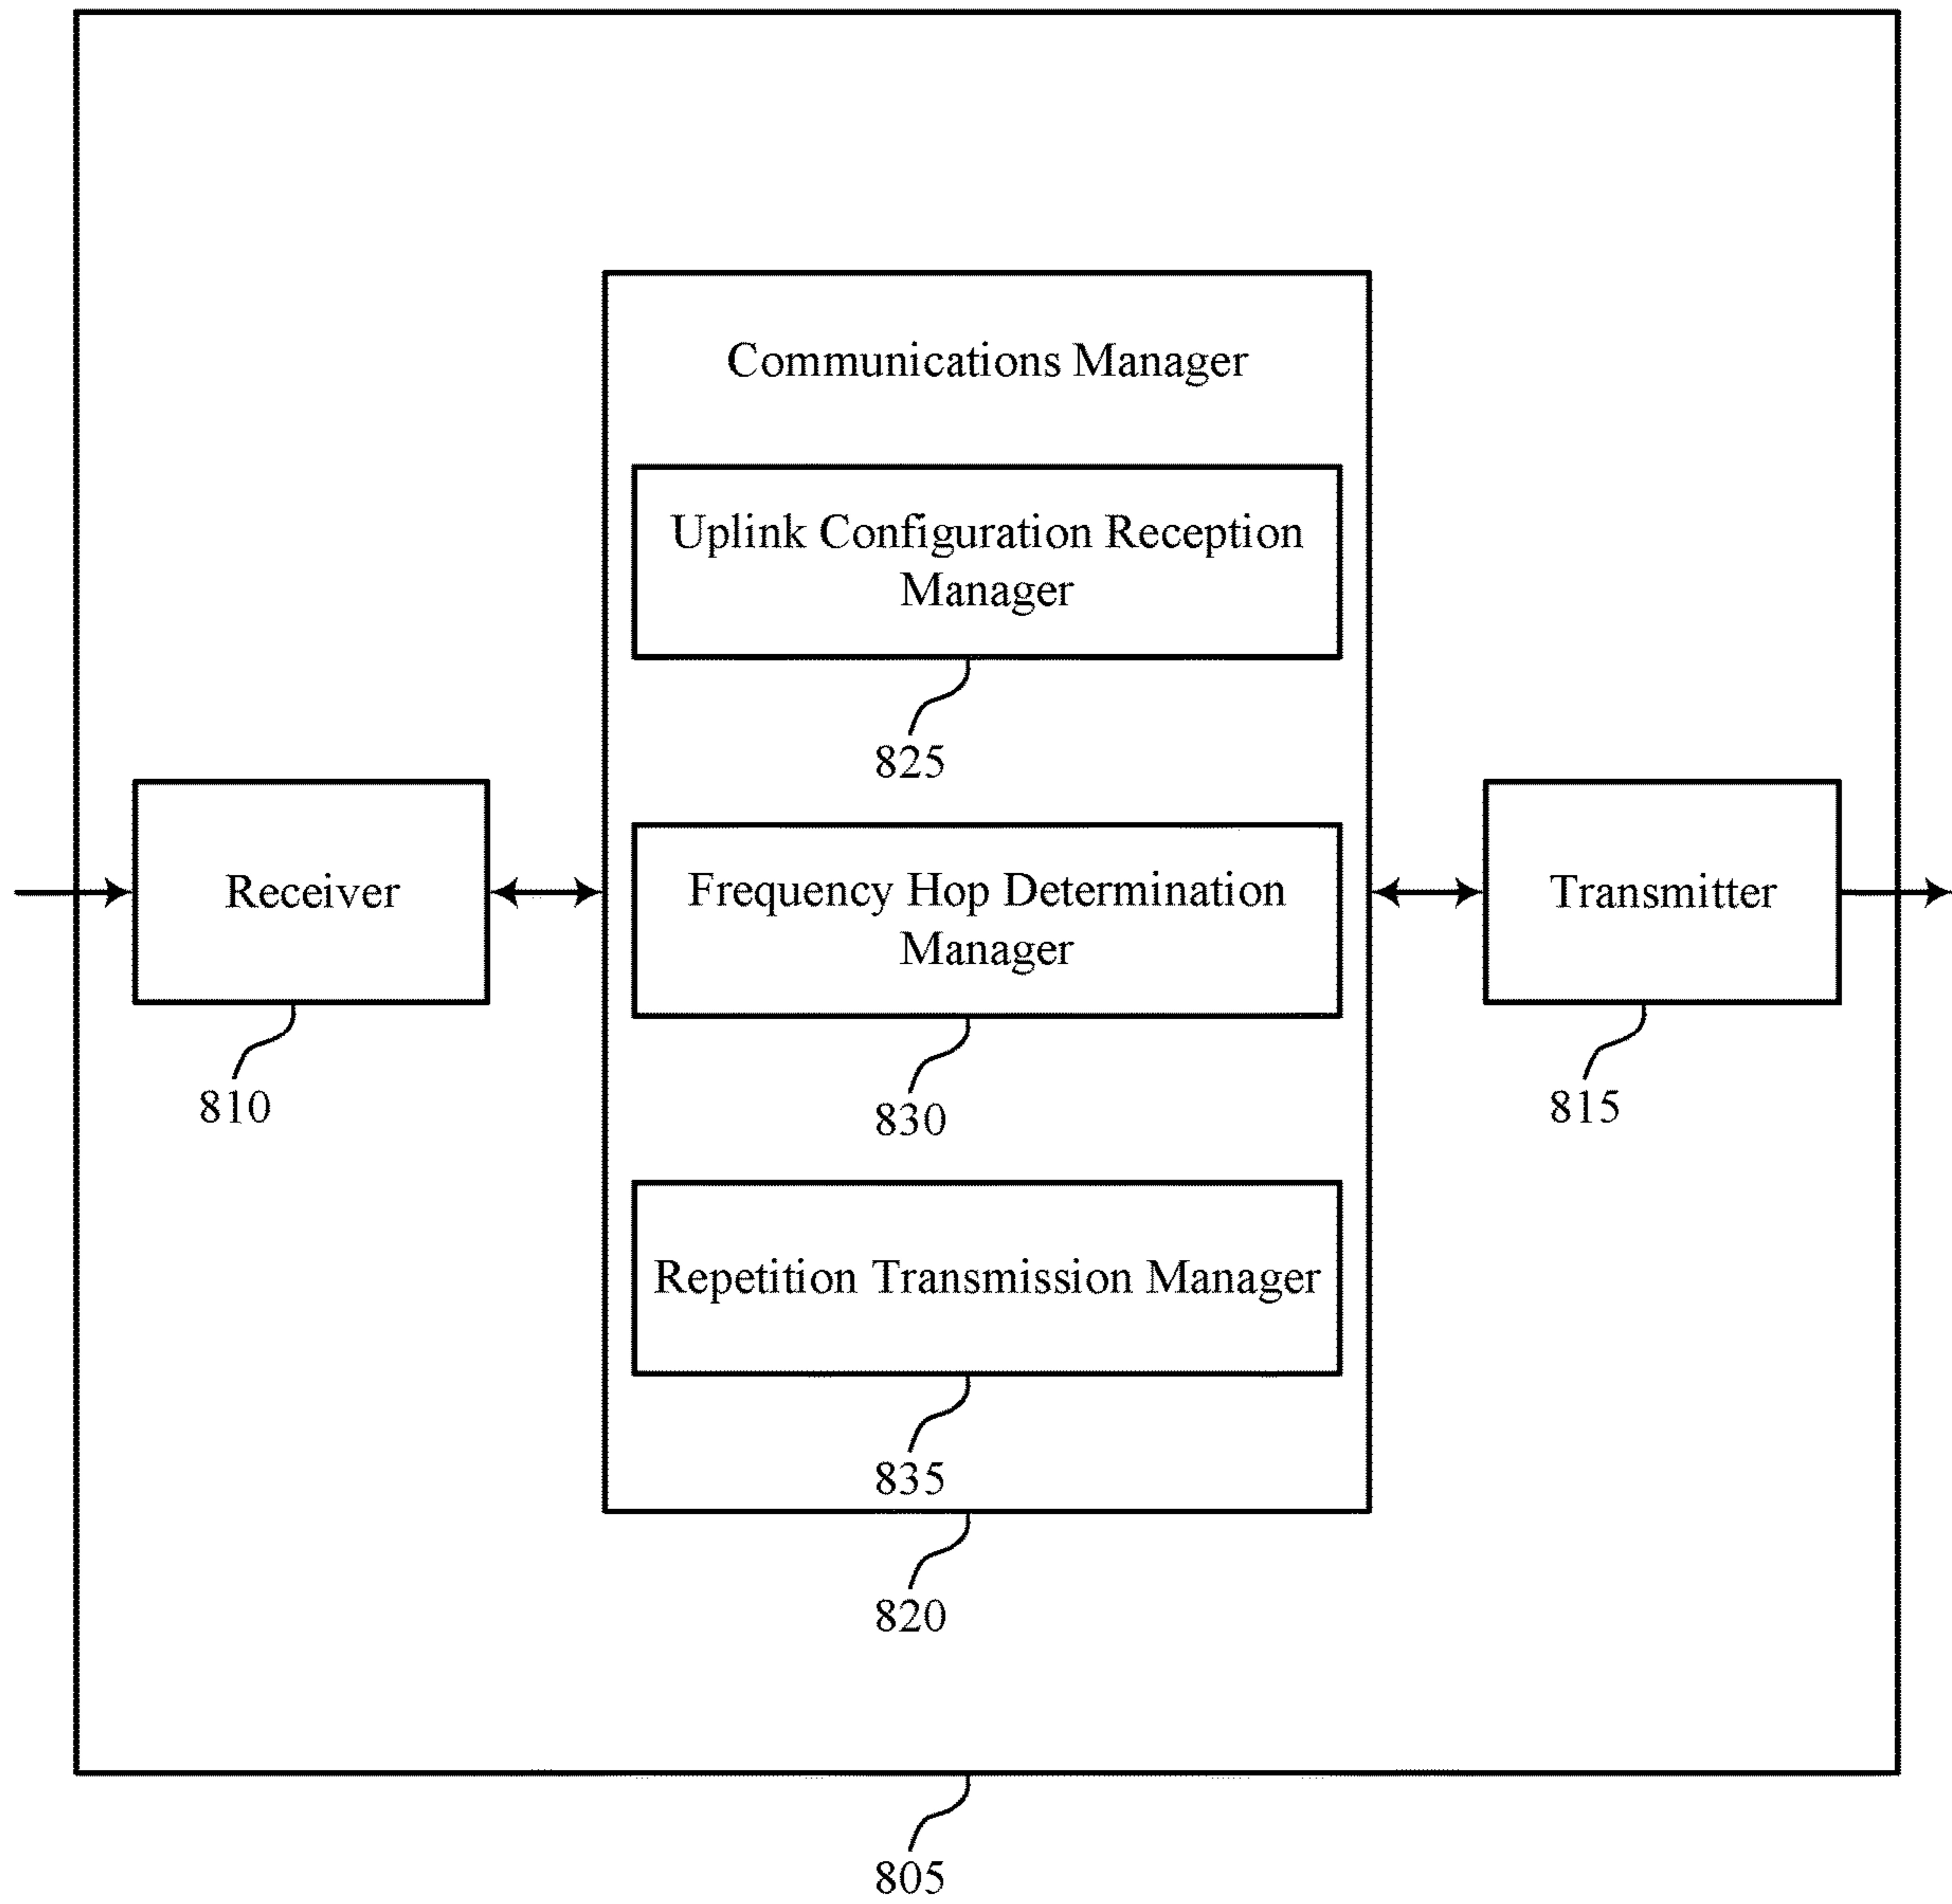 Communications Manager
Uplink Configuration Reception
Manager
825
Receiver
810
Frequency Hop Determination
Manager
830
Transmitter
815
Repetition Transmission Manager
835
820
805